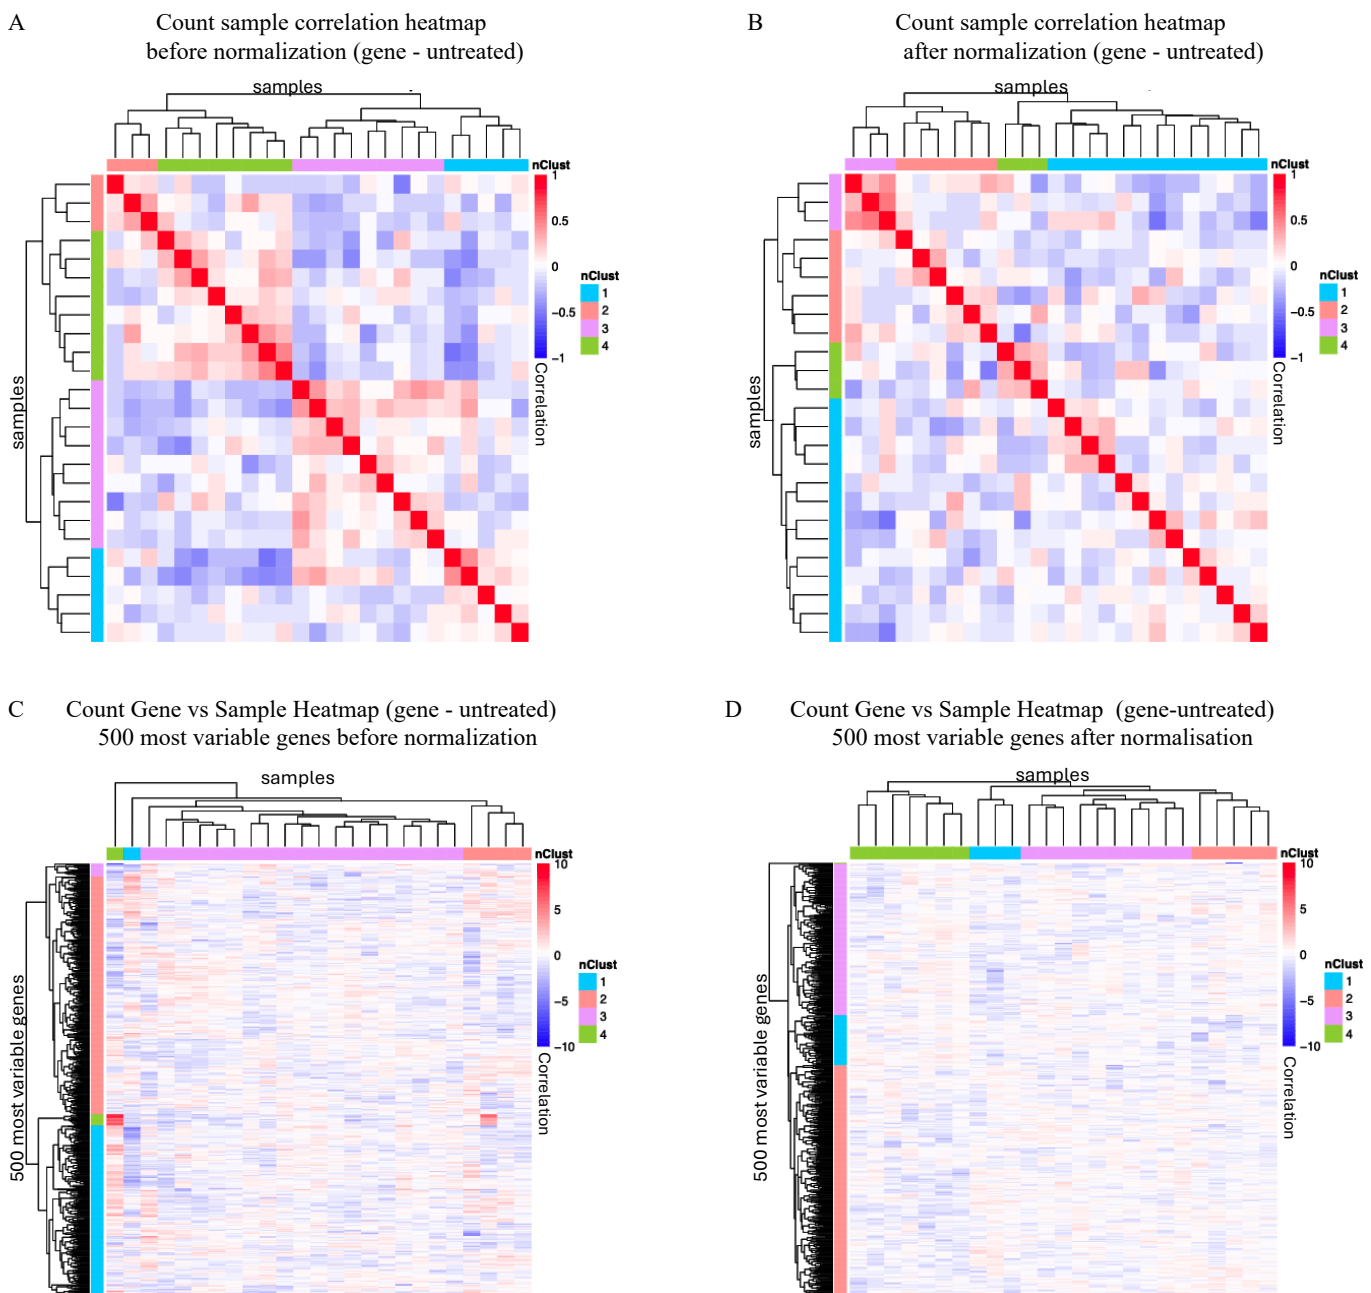 A
Count sample correlation heatmap
before normalization (gene - untreated)
samples
nClust
1
0.5
0
−0.5
−1
Correlation
nClust
1
2
3
4
samples
B
Count sample correlation heatmap
after normalization (gene - untreated)
samples
nClust
1
0.5
0
−0.5
−1
Correlation
nClust
1
2
3
4
samples
C
Count Gene vs Sample Heatmap (gene - untreated)
500 most variable genes before normalization
samples
nClust
10
5
0
−5
−10
Correlation
nClust
1
2
3
4
500 most variable genes
D
Count Gene vs Sample Heatmap (gene-untreated)
500 most variable genes after normalisation
samples
nClust
10
5
0
−5
−10
Correlation
nClust
1
2
3
4
500 most variable genes